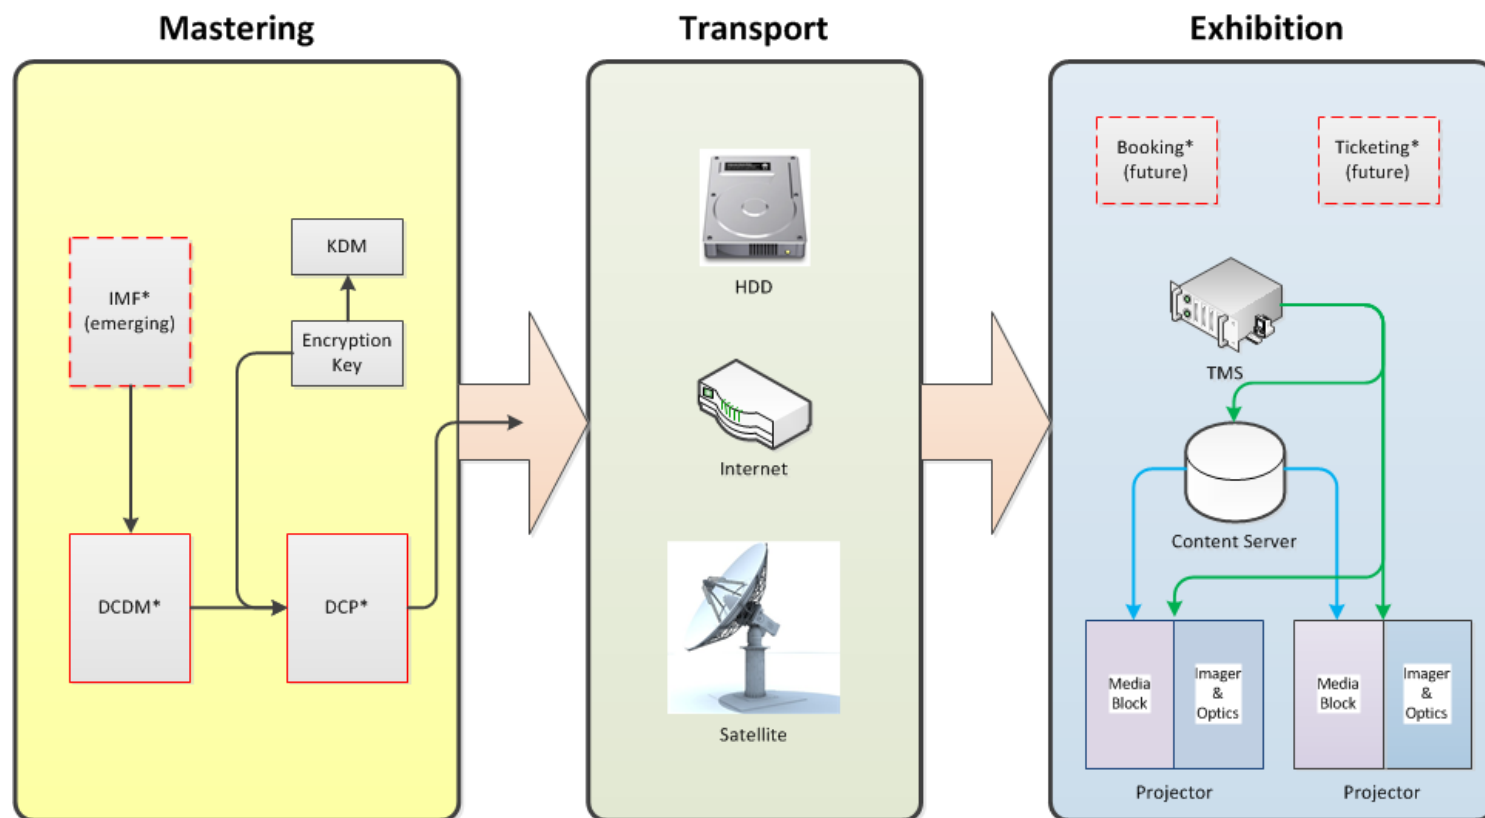 Mastering
Transport
Exhibition
IMF*
(emerging)
KDM
Encryption
Key
DCDM*
DCP*
HDD
Internet
Satellite
Booking*
(future)
Ticketing*
(future)
TMS
Content Server
Media
Block
Imager
&
Optics
Media
Block
Imager
&
Optics
Projector
Projector